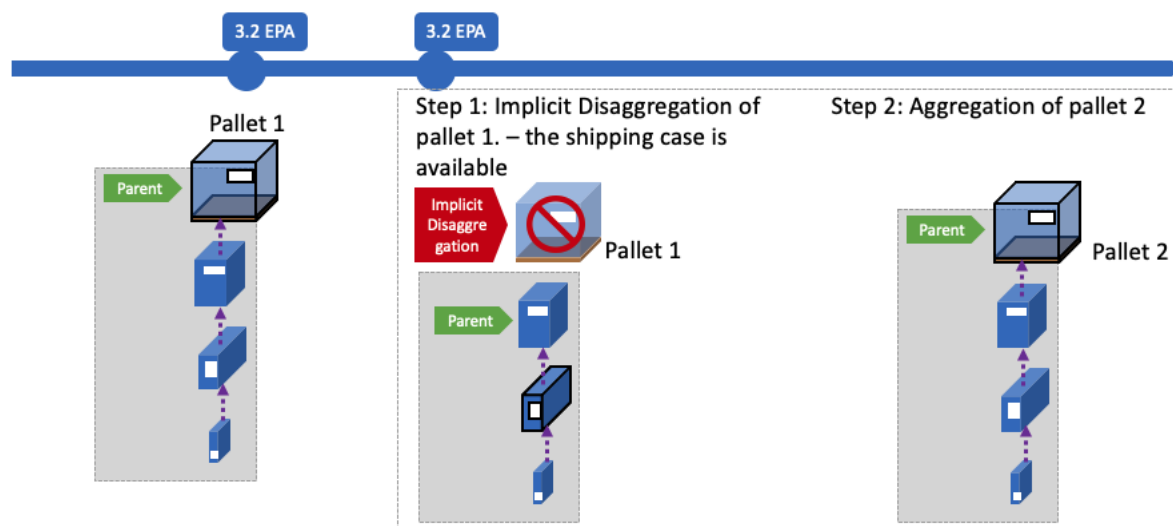 3.2 EPA
3.2 EPA
Pallet 1
Parent
Step 1: Implicit Disaggregation of
pallet 1. – the shipping case is
available
Implicit
Disaggre
gation
Pallet 1
Parent
Step 2: Aggregation of pallet 2
Parent
Pallet 2